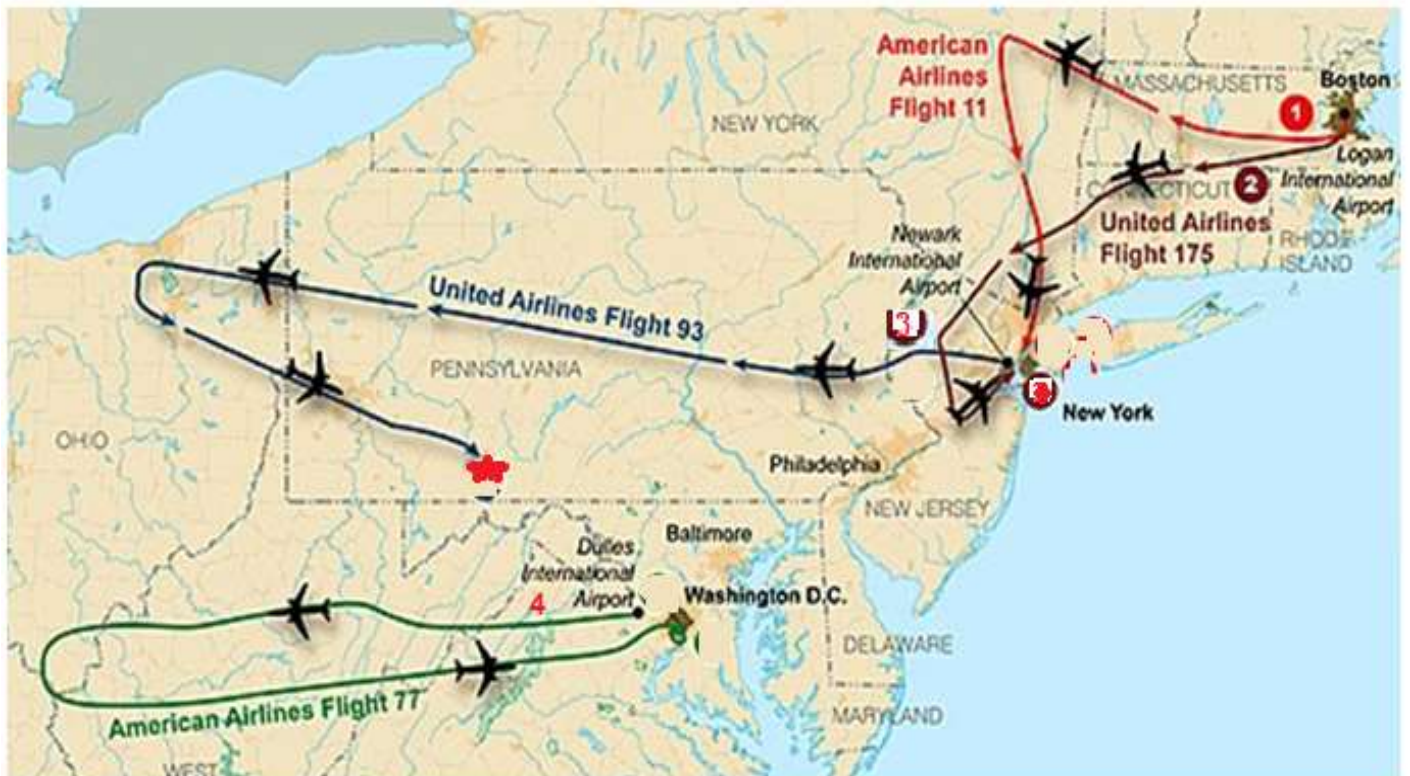 American
Airlines
Flight 11
MASSACHUSETTS
Boston
1
NEW YORK
Logan
International
Airport
CONNECTICUT
2
United Airlines
Flight 175
RHODE
ISLAND
Newark
International
Airport
3
United Airlines Flight 93
PENNSYLVANIA
New York
OHIO
Philadelphia
NEW JERSEY
Baltimore
Dulles
International
Airport
4
Washington D.C.
DELAWARE
American Airlines Flight 77
MARYLAND
WEST